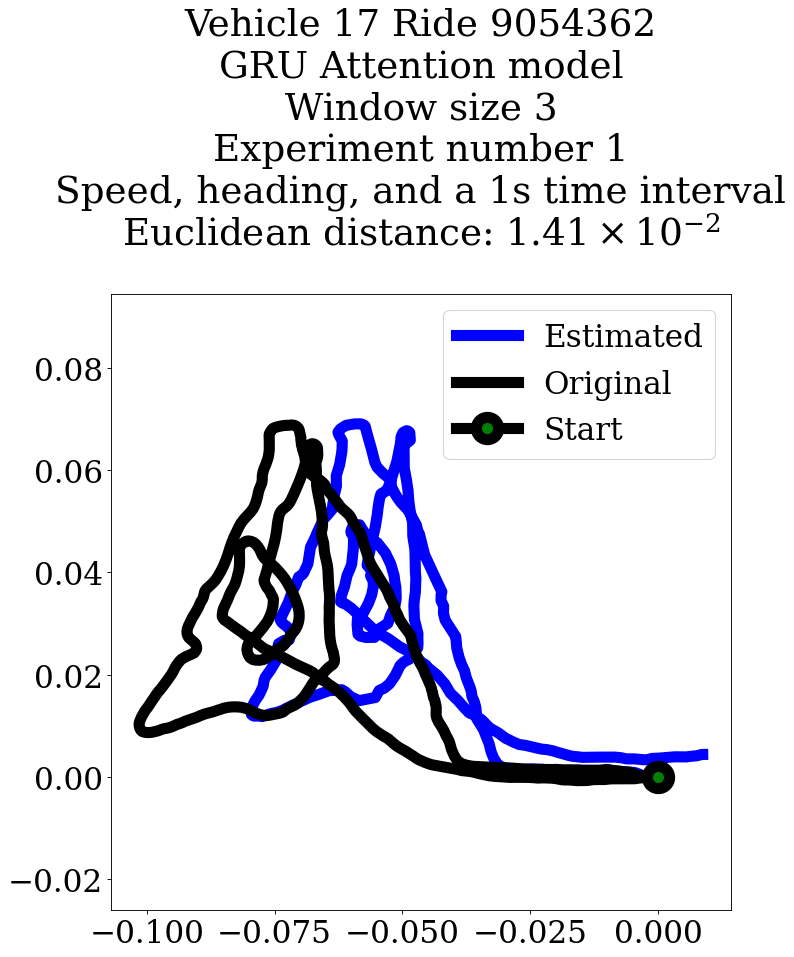 Vehicle 17 Ride 9054362
GRU Attention model
Window size 3
Experiment number 1
Speed, heading, and a 1s time interval
Euclidean distance: 1.41 × 10⁻²
Estimated
Original
Start
0.08
0.06
0.04
0.02
0.00
−0.02
−0.100 −0.075 −0.050 −0.025 0.000